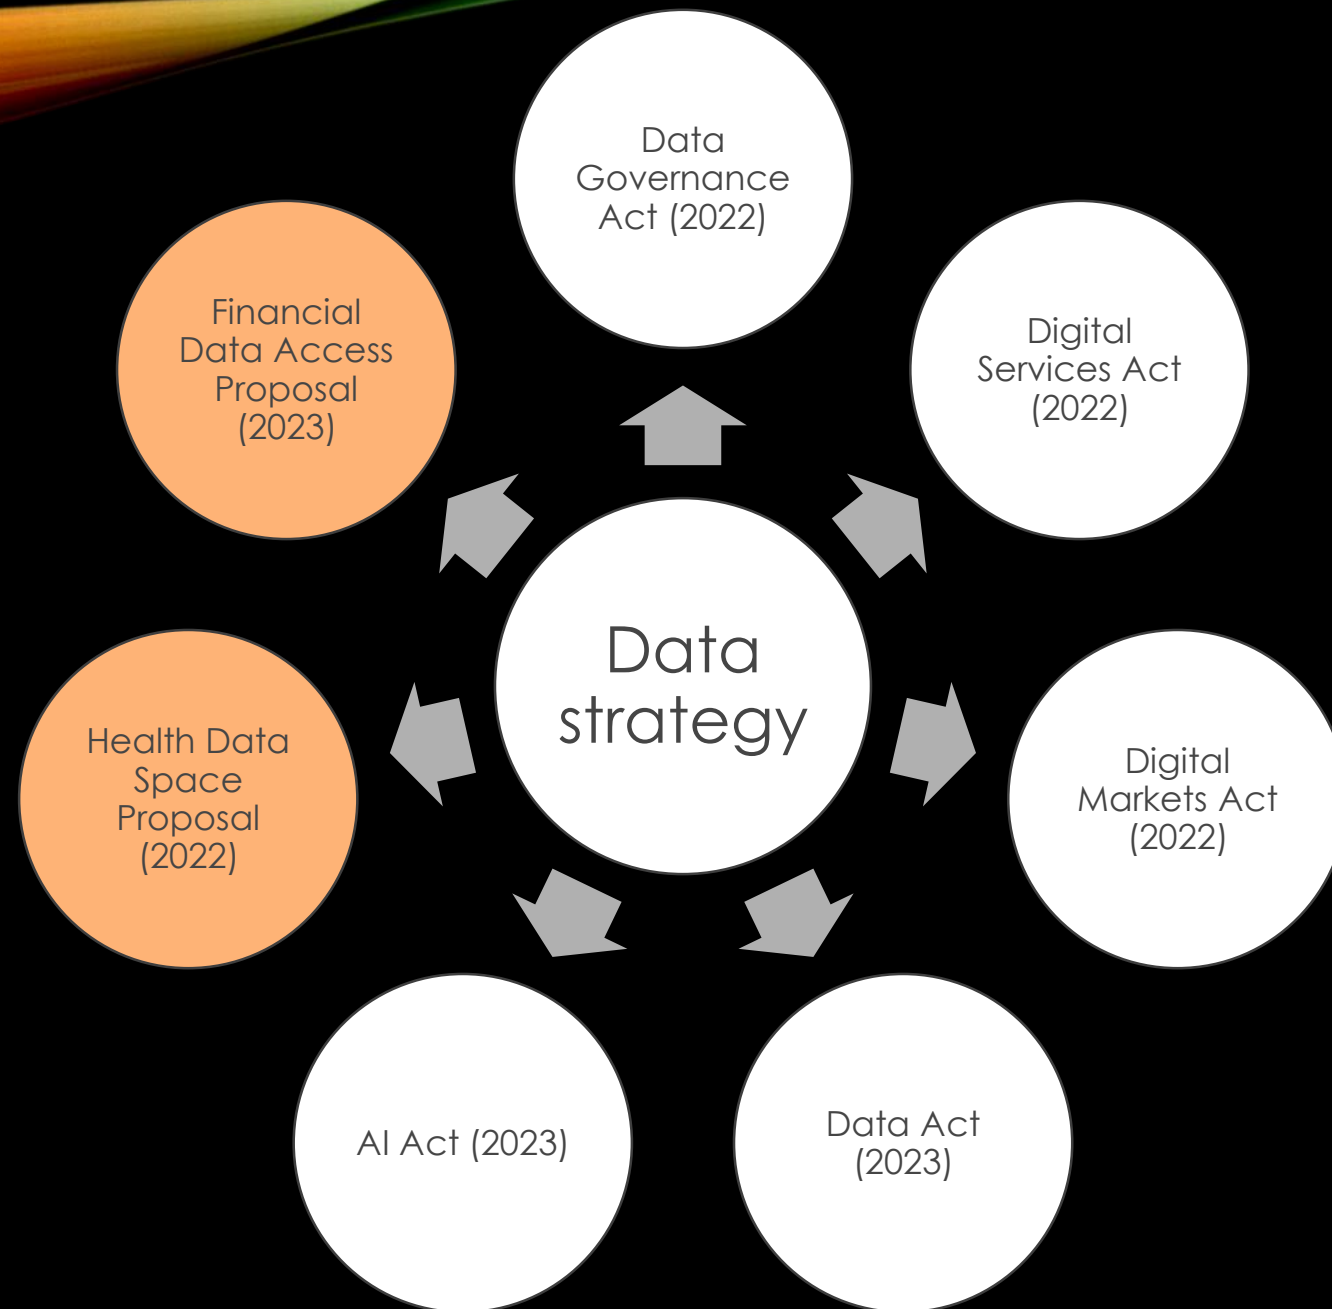 Data
Governance
Act (2022)
Digital
Services Act
(2022)
Digital
Markets Act
(2022)
Data Act
(2023)
AI Act (2023)
Health Data
Space
Proposal
(2022)
Financial
Data Access
Proposal
(2023)
Data
strategy